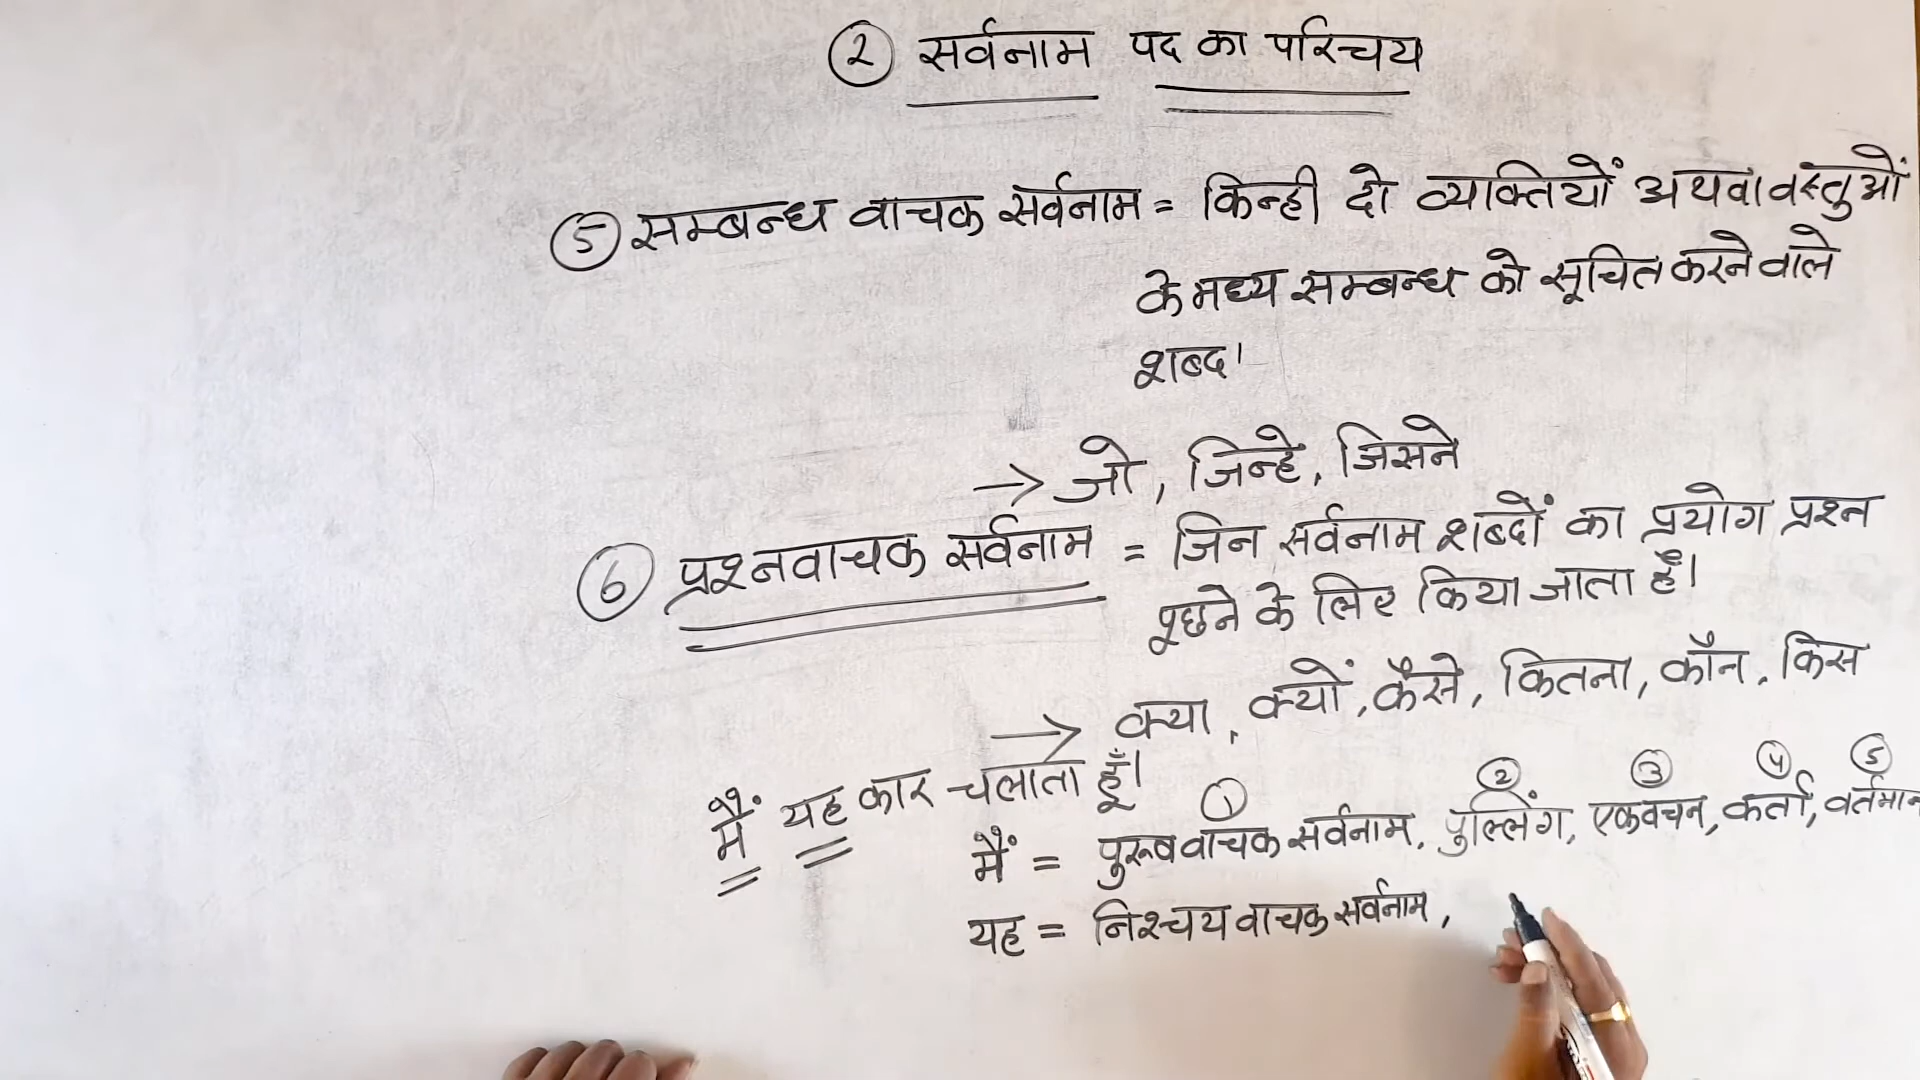 ② सर्वनाम पद का परिचय
⑤ सम्बन्ध वाचक सर्वनाम = किन्ही दो व्यक्तियों अथवा वस्तुओं
के मध्य सम्बन्ध को सूचित करने वाले
शब्द।
→ जो, जिन्हे, जिसने
⑥ प्रश्नवाचक सर्वनाम = जिन सर्वनाम शब्दों का प्रयोग प्रश्न
पूछने के लिए किया जाता है।
→ क्या, क्यों, कैसे, कितना, कौन, किस
मैं यह कार चलाता हूँ।
① ② ③ ④ ⑤
मैं = पुरूषवाचक सर्वनाम, पुल्लिंग, एकवचन, कर्ता, वर्तमान
यह = निश्चय वाचक सर्वनाम,